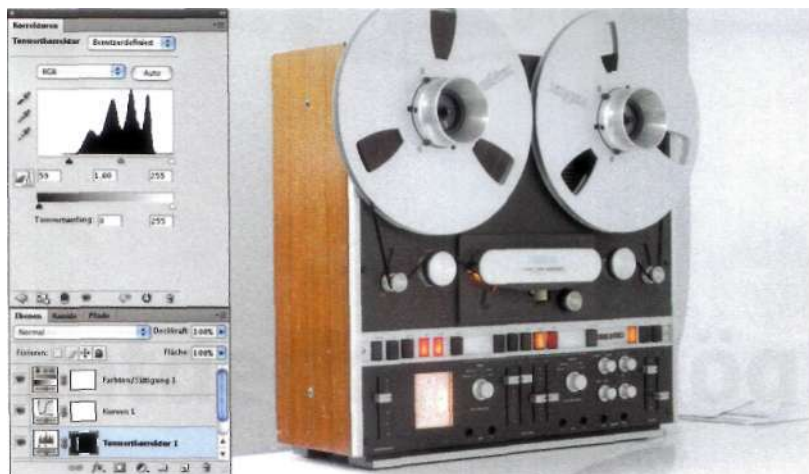 Korrekturen
Tonwertkorrektur Benutzerdefiniert
RGB Auto
59 1.00 255
Tonwertumfang: 0 255
Ebenen Kanäle Pfade
Normal Deckkraft: 100%
Fixieren: Fläche: 100%
Farbton/Sättigung 1
Kurven 1
Tonwertkorrektur 1